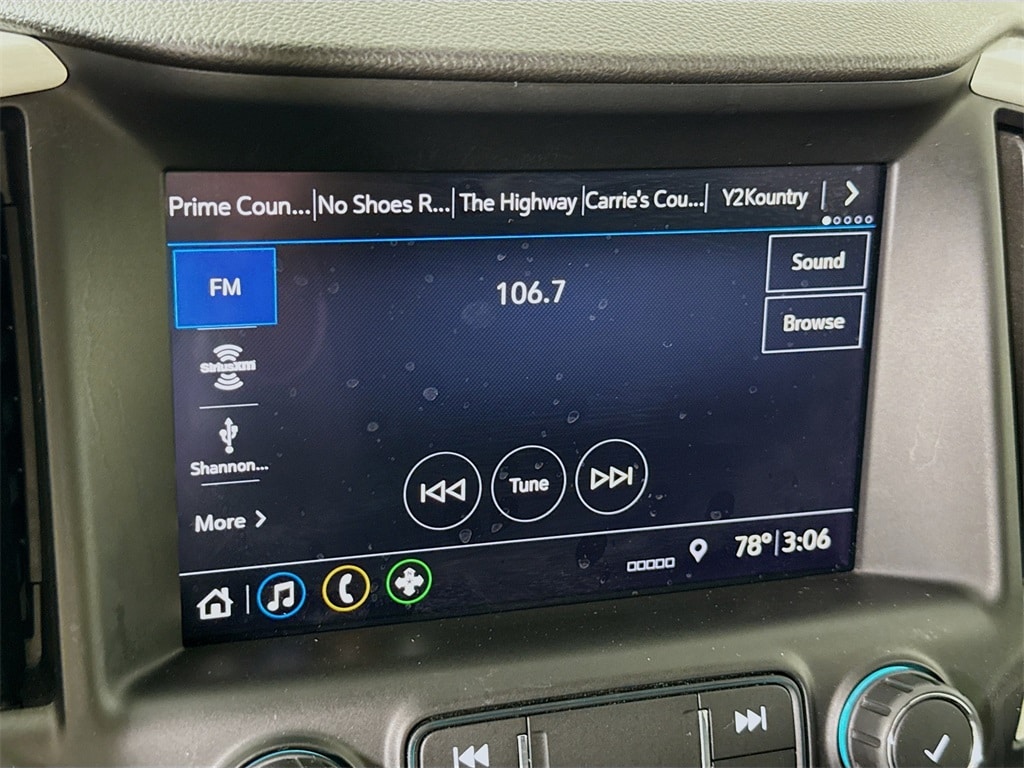 Prime Coun... No Shoes R... The Highway Carrie's Cou... Y2Kountry
FM
106.7
Sound
Browse
SiriusXM
Shannon...
Tune
More
78° 3:06